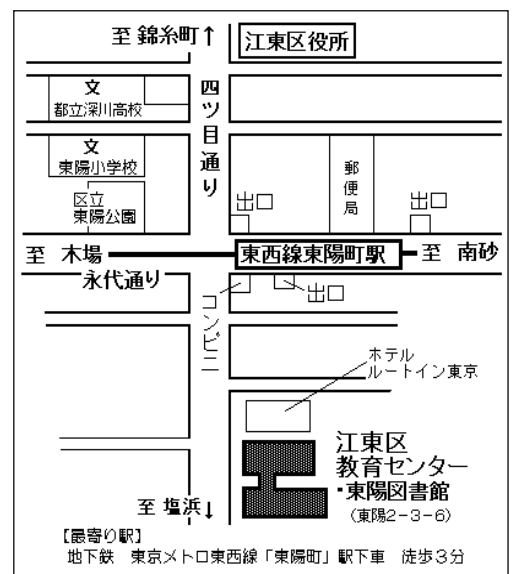 至 錦糸町↑
江東区役所
文
都立深川高校
四ツ目通り
文
東陽小学校
区立
東陽公園
出口
郵便局
出口
至 木場
東西線東陽町駅
至 南砂
永代通り
コンビニ
出口
ホテル
ルートイン東京
江東区
教育センター
・東陽図書館
(東陽2-3-6)
至 塩浜↓
【最寄り駅】
地下鉄 東京メトロ東西線「東陽町」駅下車 徒歩3分